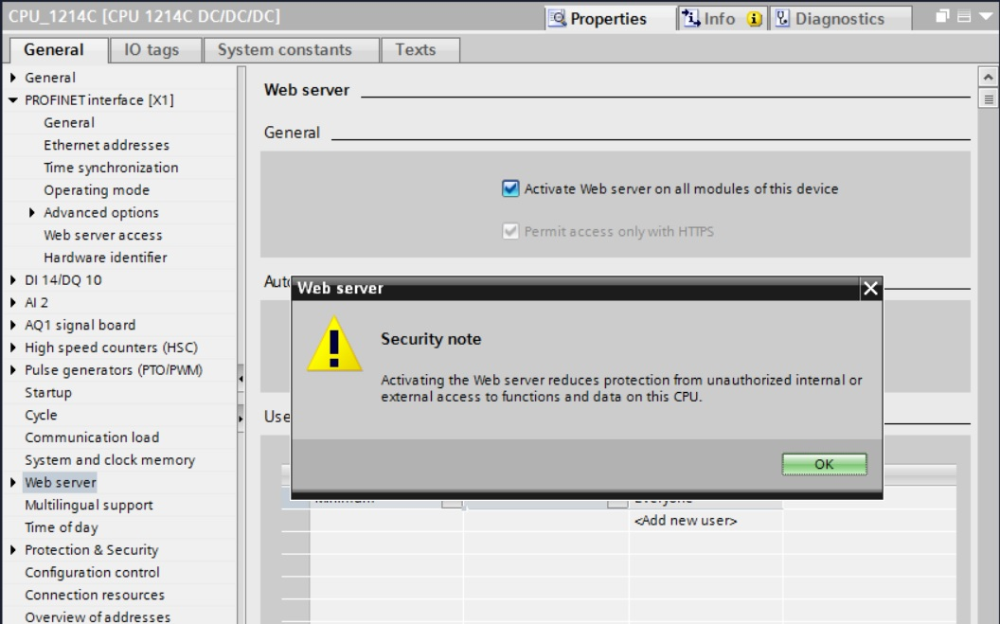 CPU_1214C [CPU 1214C DC/DC/DC]
Properties
Info
Diagnostics
General
IO tags
System constants
Texts
General
PROFINET interface [X1]
General
Ethernet addresses
Time synchronization
Operating mode
Advanced options
Web server access
Hardware identifier
DI 14/DQ 10
AI 2
AQ1 signal board
High speed counters (HSC)
Pulse generators (PTO/PWM)
Startup
Cycle
Communication load
System and clock memory
Web server
Multilingual support
Time of day
Protection & Security
Configuration control
Connection resources
Overview of addresses
Web server
General
Activate Web server on all modules of this device
Permit access only with HTTPS
Web server
Security note
Activating the Web server reduces protection from unauthorized internal or
external access to functions and data on this CPU.
OK
Minimum
Everyone
<Add new user>